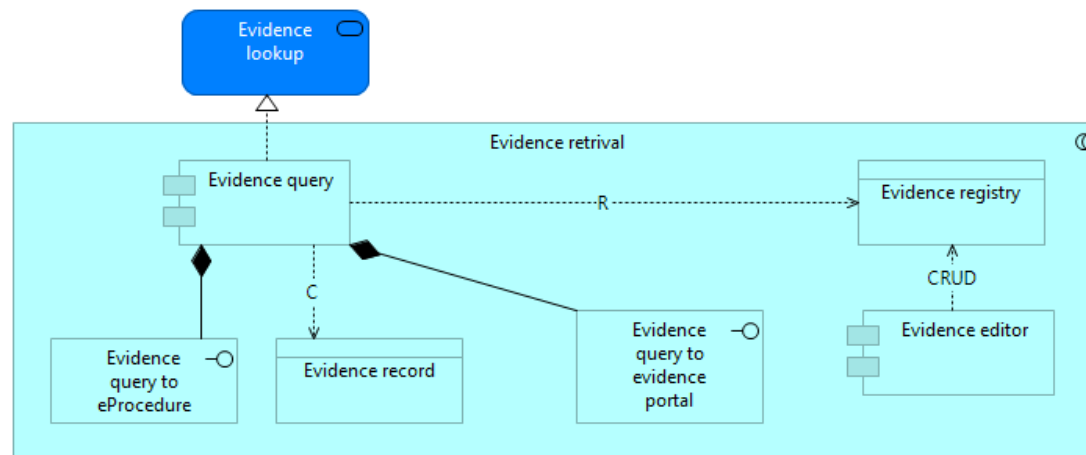 Evidence
lookup
Evidence retrival
Evidence query
R
Evidence registry
C
CRUD
Evidence
query to
eProcedure
Evidence record
Evidence
query to
evidence
portal
Evidence editor